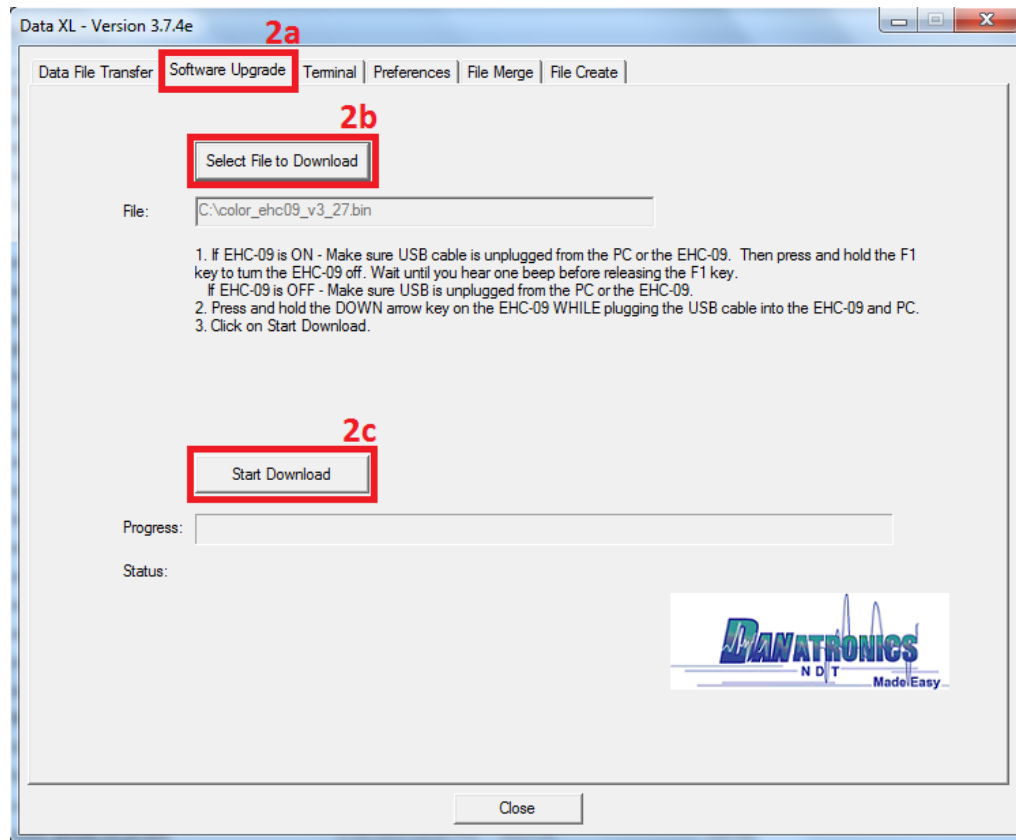 Data XL - Version 3.7.4e
2a
Data File Transfer Software Upgrade Terminal Preferences File Merge File Create
2b
Select File to Download
File: C:\color_ehc09_v3_27.bin
1. If EHC-09 is ON - Make sure USB cable is unplugged from the PC or the EHC-09. Then press and hold the F1
key to turn the EHC-09 off. Wait until you hear one beep before releasing the F1 key.
If EHC-09 is OFF - Make sure USB is unplugged from the PC or the EHC-09.
2. Press and hold the DOWN arrow key on the EHC-09 WHILE plugging the USB cable into the EHC-09 and PC.
3. Click on Start Download.
2c
Start Download
Progress:
Status:
DANATRONICS
NDT
Made Easy
Close